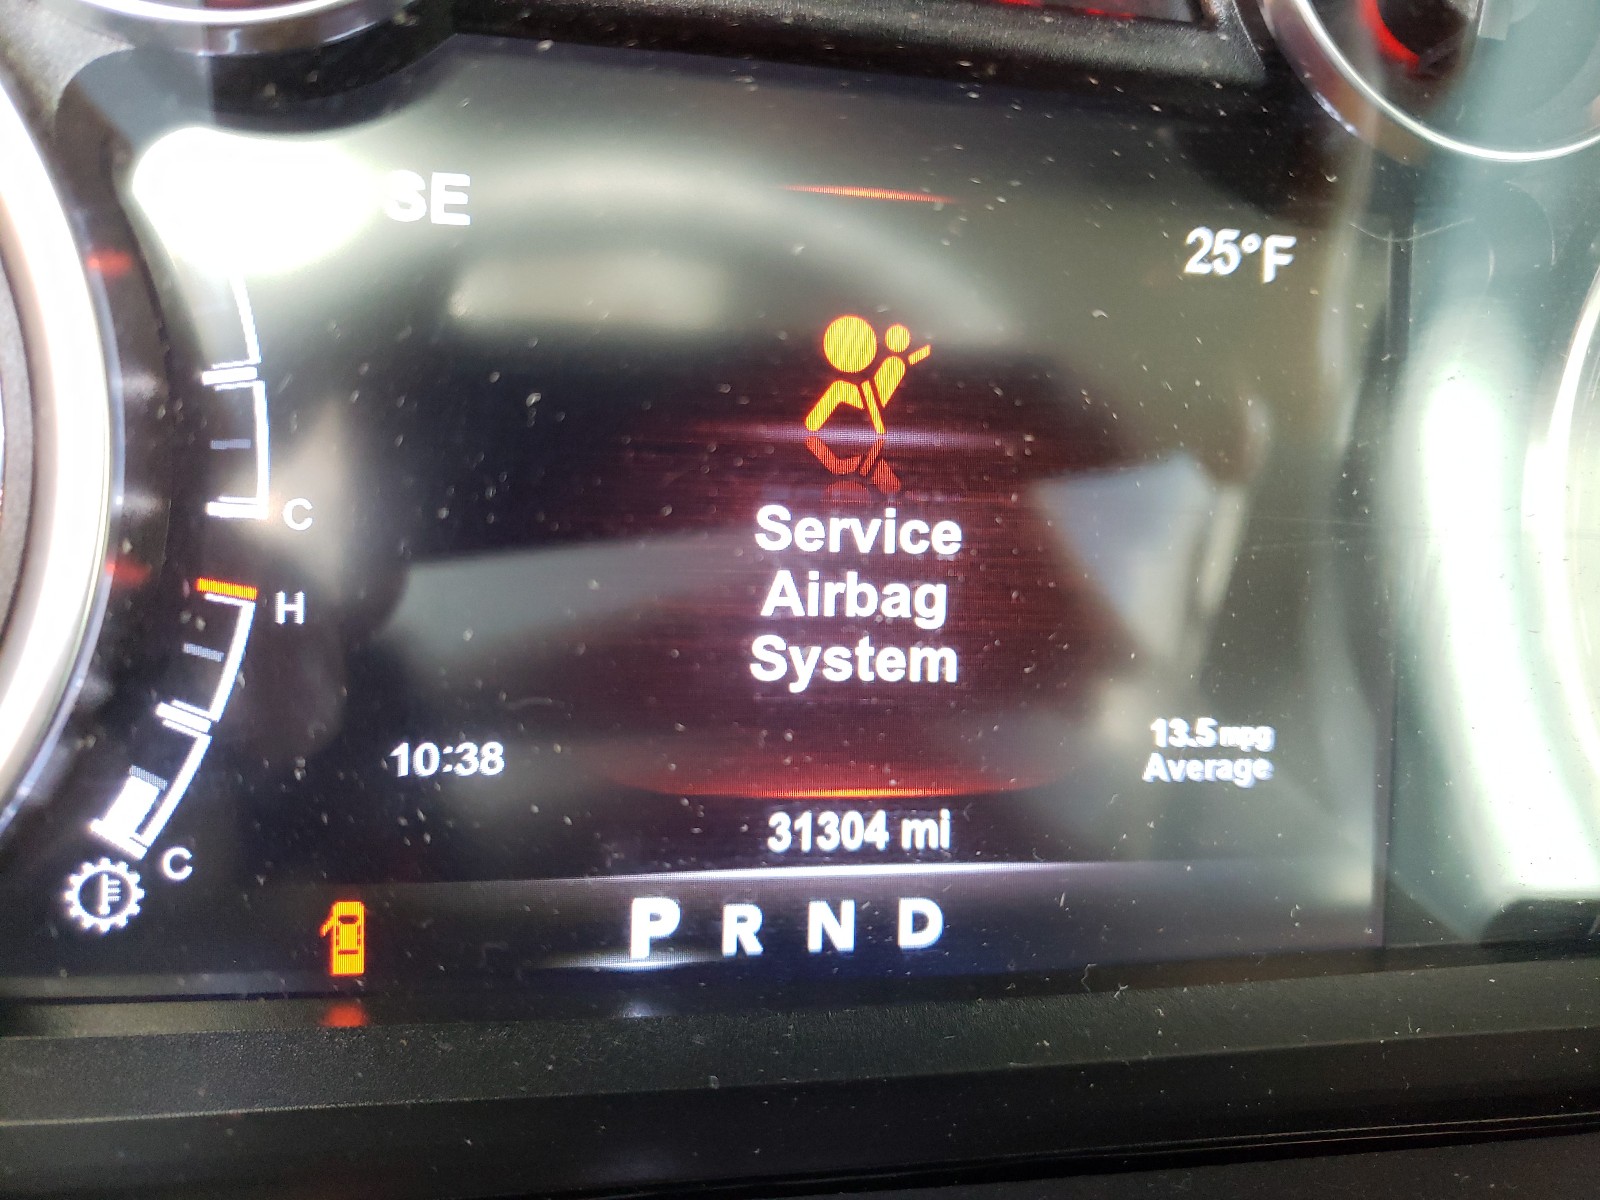 SE
25°F
C
Service
Airbag
System
H
10:38
13.5 mpg
Average
31304 mi
C
P R N D